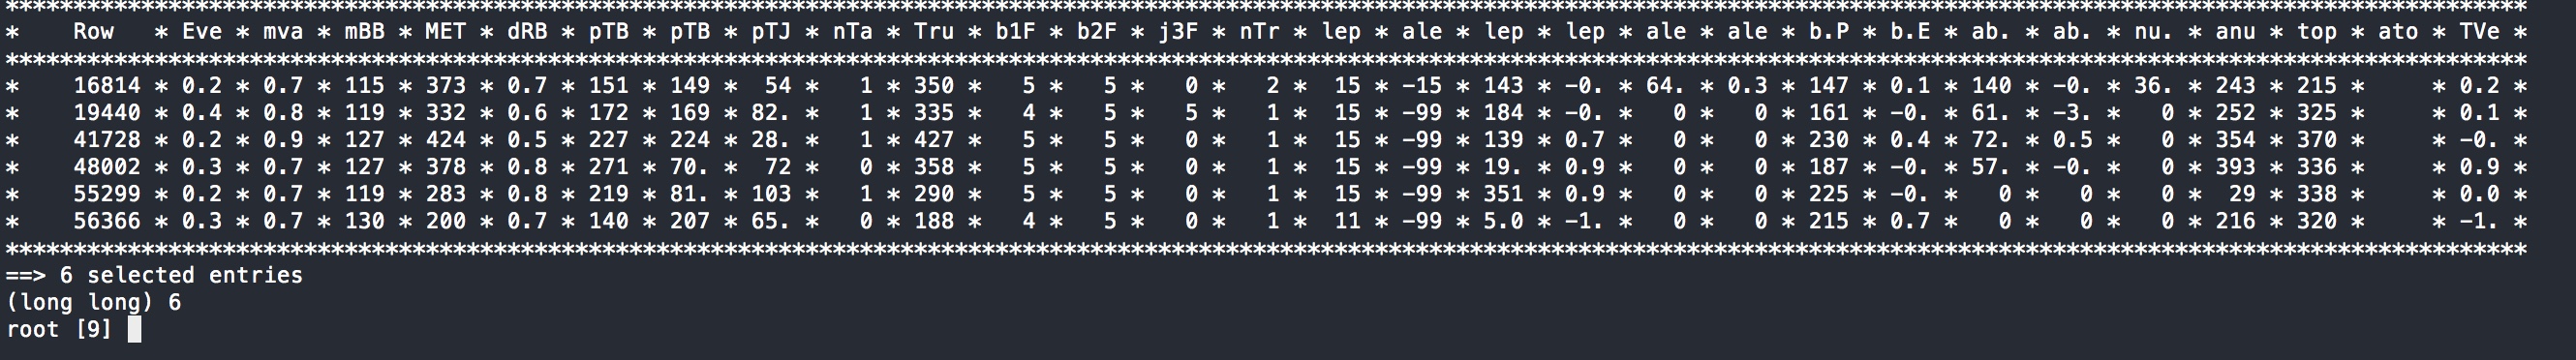 ************************************************************************************************************************************************************************************************
*    Row   * Eve * mva * mBB * MET * dRB * pTB * pTB * pTJ * nTa * Tru * b1F * b2F * j3F * nTr * lep * ale * lep * lep * ale * ale * b.P * b.E * ab. * ab. * nu. * anu * top * ato * TVe *
************************************************************************************************************************************************************************************************
*    16814 * 0.2 * 0.7 * 115 * 373 * 0.7 * 151 * 149 *  54 *   1 * 350 *   5 *   5 *   0 *   2 *  15 * -15 * 143 * -0. * 64. * 0.3 * 147 * 0.1 * 140 * -0. * 36. * 243 * 215 *     * 0.2 *
*    19440 * 0.4 * 0.8 * 119 * 332 * 0.6 * 172 * 169 * 82. *   1 * 335 *   4 *   5 *   5 *   1 *  15 * -99 * 184 * -0. *   0 *   0 * 161 * -0. * 61. * -3. *   0 * 252 * 325 *     * 0.1 *
*    41728 * 0.2 * 0.9 * 127 * 424 * 0.5 * 227 * 224 * 28. *   1 * 427 *   5 *   5 *   0 *   1 *  15 * -99 * 139 * 0.7 *   0 *   0 * 230 * 0.4 * 72. * 0.5 *   0 * 354 * 370 *     * -0. *
*    48002 * 0.3 * 0.7 * 127 * 378 * 0.8 * 271 * 70. *  72 *   0 * 358 *   5 *   5 *   0 *   1 *  15 * -99 * 19. * 0.9 *   0 *   0 * 187 * -0. * 57. * -0. *   0 * 393 * 336 *     * 0.9 *
*    55299 * 0.2 * 0.7 * 119 * 283 * 0.8 * 219 * 81. * 103 *   1 * 290 *   5 *   5 *   0 *   1 *  15 * -99 * 351 * 0.9 *   0 *   0 * 225 * -0. *   0 *   0 *   0 *  29 * 338 *     * 0.0 *
*    56366 * 0.3 * 0.7 * 130 * 200 * 0.7 * 140 * 207 * 65. *   0 * 188 *   4 *   5 *   0 *   1 *  11 * -99 * 5.0 * -1. *   0 *   0 * 215 * 0.7 *   0 *   0 *   0 * 216 * 320 *     * -1. *
************************************************************************************************************************************************************************************************
==> 6 selected entries
(long long) 6
root [9]